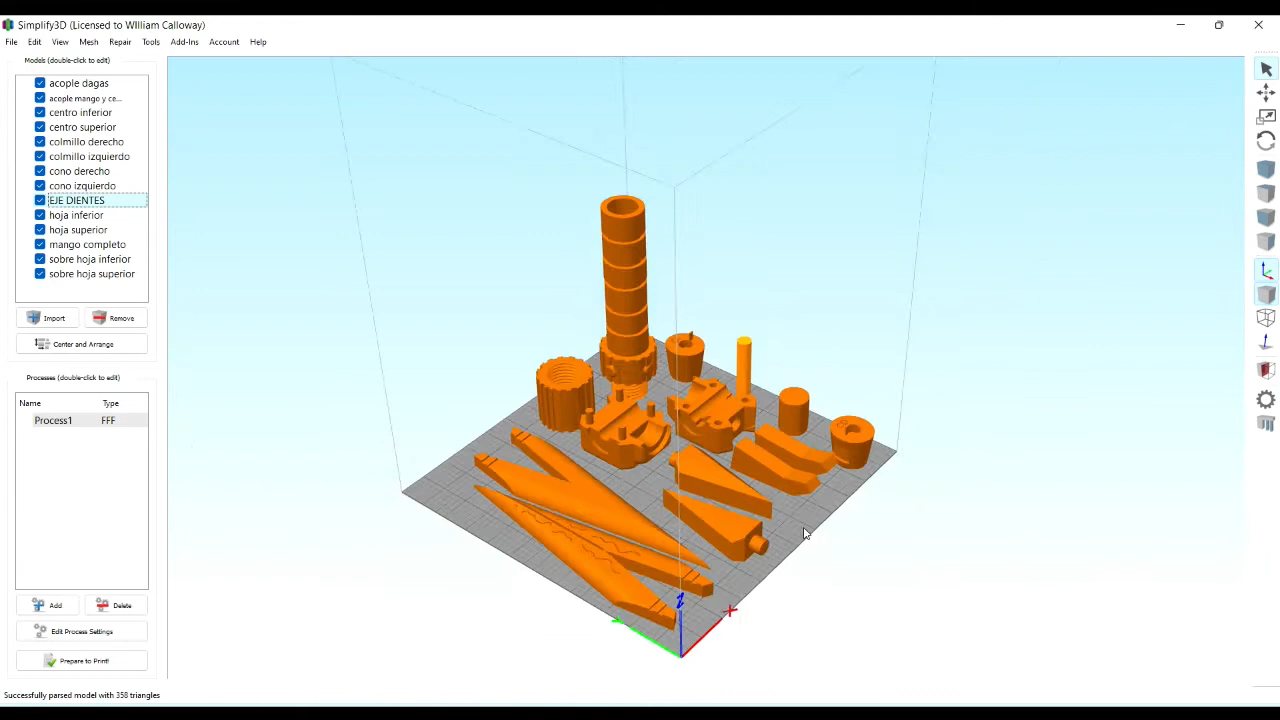 Simplify3D (Licensed to WIlliam Calloway)
File Edit View Mesh Repair Tools Add-Ins Account Help
Models (double-click to edit)
acople dagas
acople mango y ce...
centro inferior
centro superior
colmillo derecho
colmillo izquierdo
cono derecho
cono izquierdo
EJE DIENTES
hoja inferior
hoja superior
mango completo
sobre hoja inferior
sobre hoja superior
Import Remove
Center and Arrange
Processes (double-click to edit)
Name Type
Process1 FFF
Add Delete
Edit Process Settings
Prepare to Print!
Successfully parsed model with 358 triangles